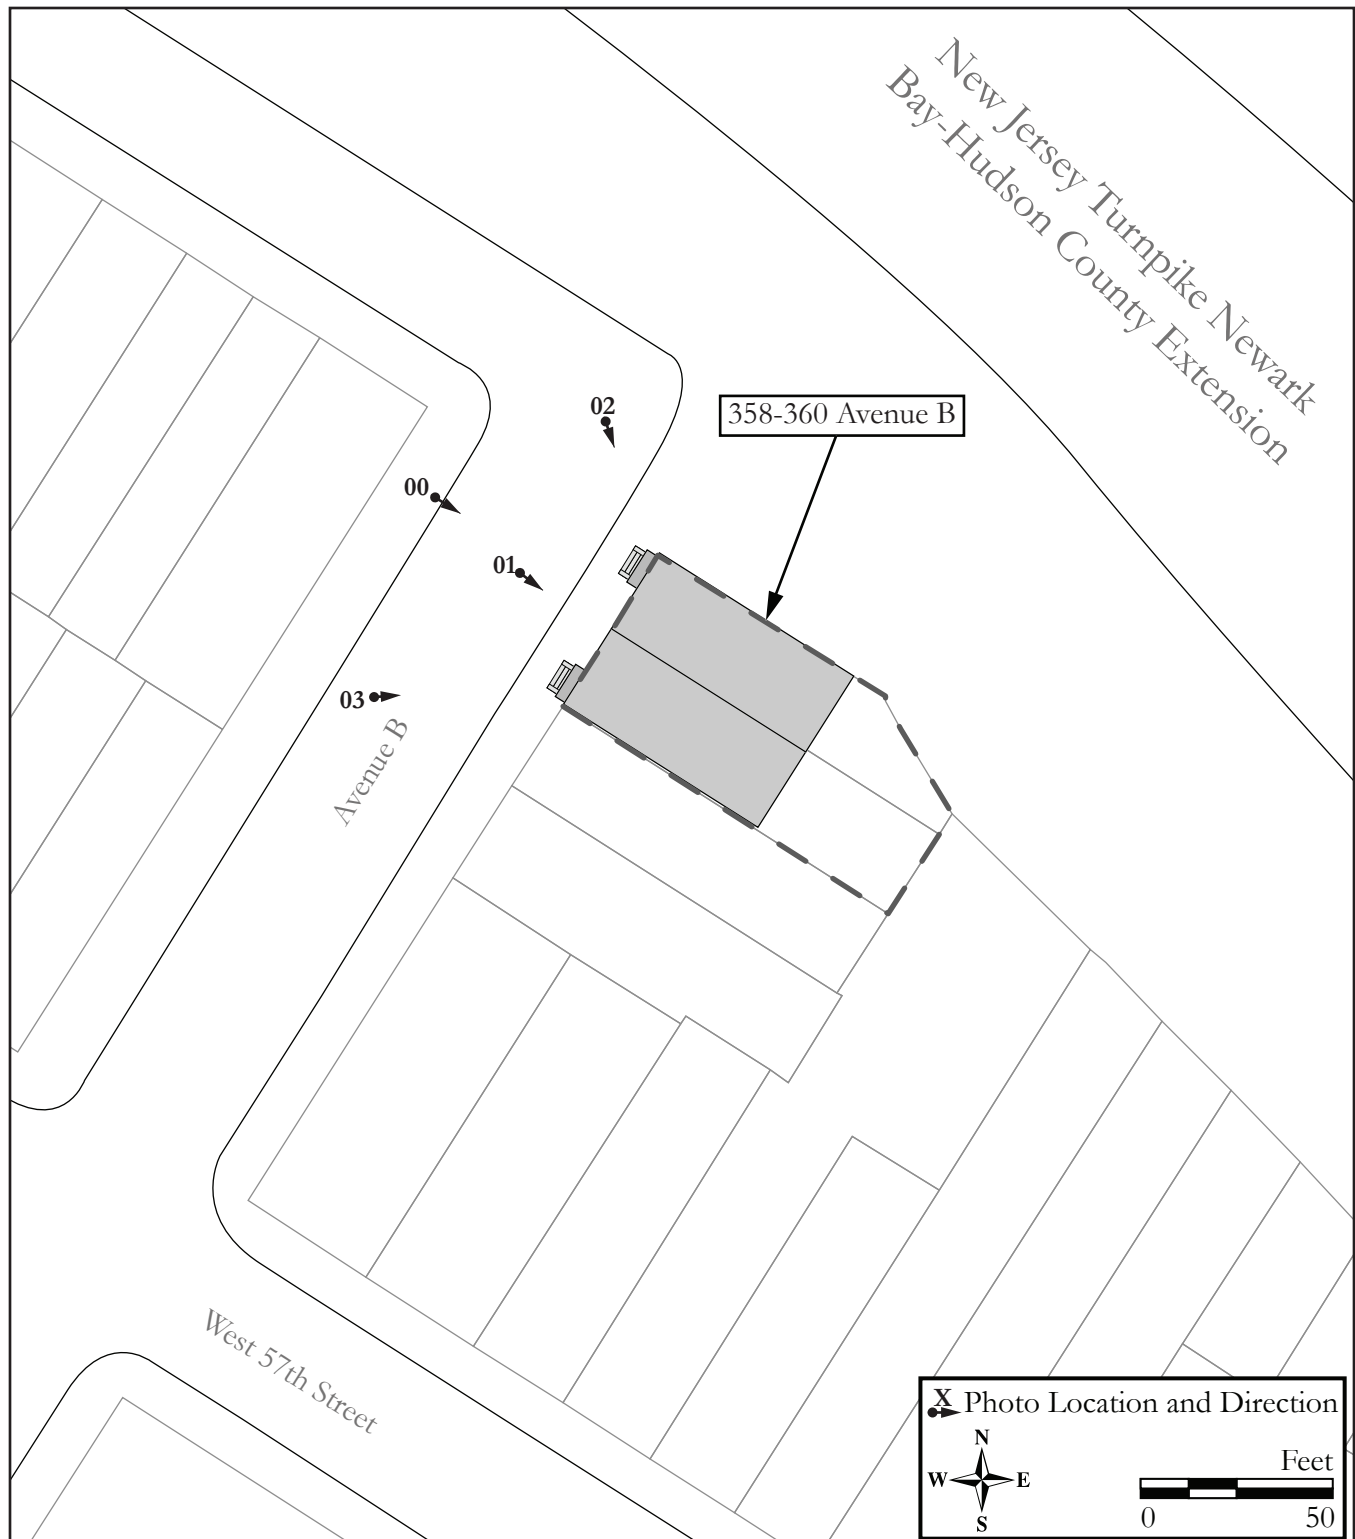 New Jersey Turnpike Newark
Bay-Hudson County Extension
02
358-360 Avenue B
00
01
03
Avenue B
West 57th Street
X Photo Location and Direction
N
W E
S
Feet
0 50